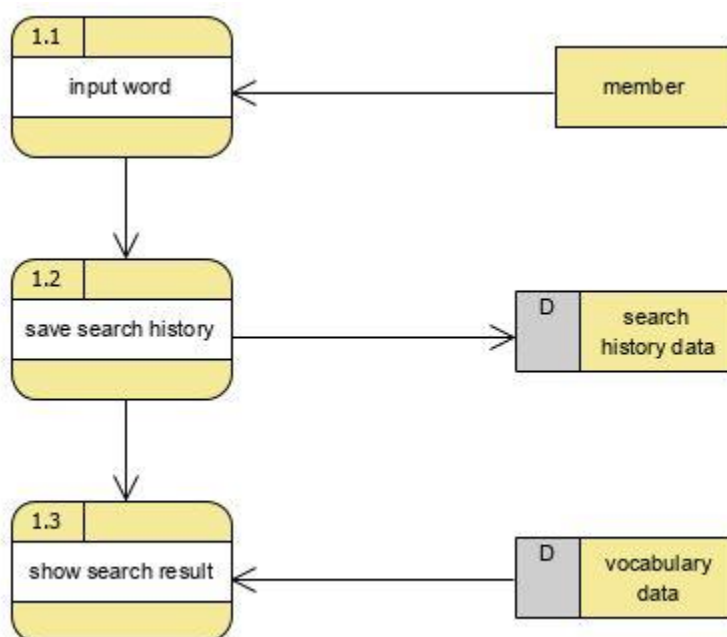 1.1
input word
member
1.2
save search history
D
search
history data
1.3
show search result
D
vocabulary
data